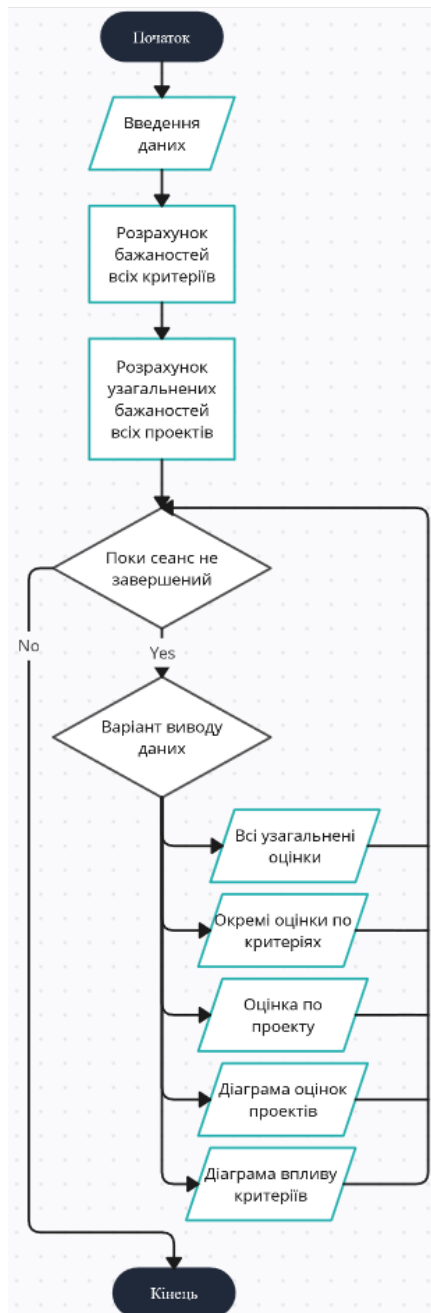 Початок
Введення
даних
Розрахунок
бажаностей
всіх критеріїв
Розрахунок
узагальнених
бажаностей
всіх проектів
Поки сеанс не
завершений
No
Yes
Варіант виводу
даних
Всі узагальнені
оцінки
Окремі оцінки по
критеріях
Оцінка по
проекту
Діаграма оцінок
проектів
Діаграма впливу
критеріїв
Кінець